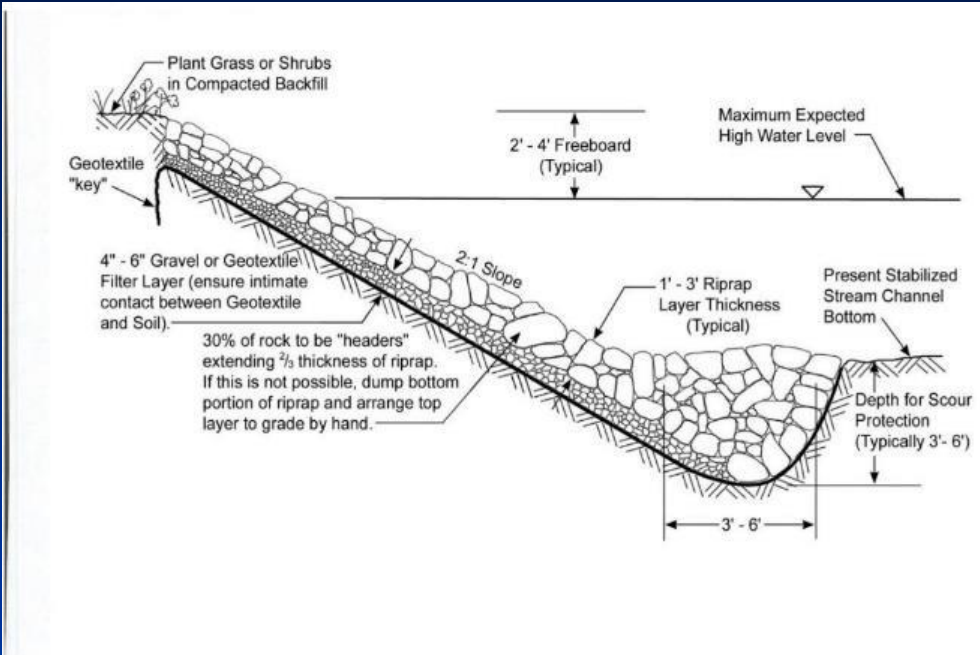 Plant Grass or Shrubs
in Compacted Backfill
Maximum Expected
High Water Level
2' - 4' Freeboard
(Typical)
Geotextile
"key"
4" - 6" Gravel or Geotextile
Filter Layer (ensure intimate
contact between Geotextile
and Soil).
2:1 Slope
1' - 3' Riprap
Layer Thickness
(Typical)
Present Stabilized
Stream Channel
Bottom
30% of rock to be "headers"
extending ²/₃ thickness of riprap.
If this is not possible, dump bottom
portion of riprap and arrange top
layer to grade by hand.
Depth for Scour
Protection
(Typically 3'- 6')
3' - 6'